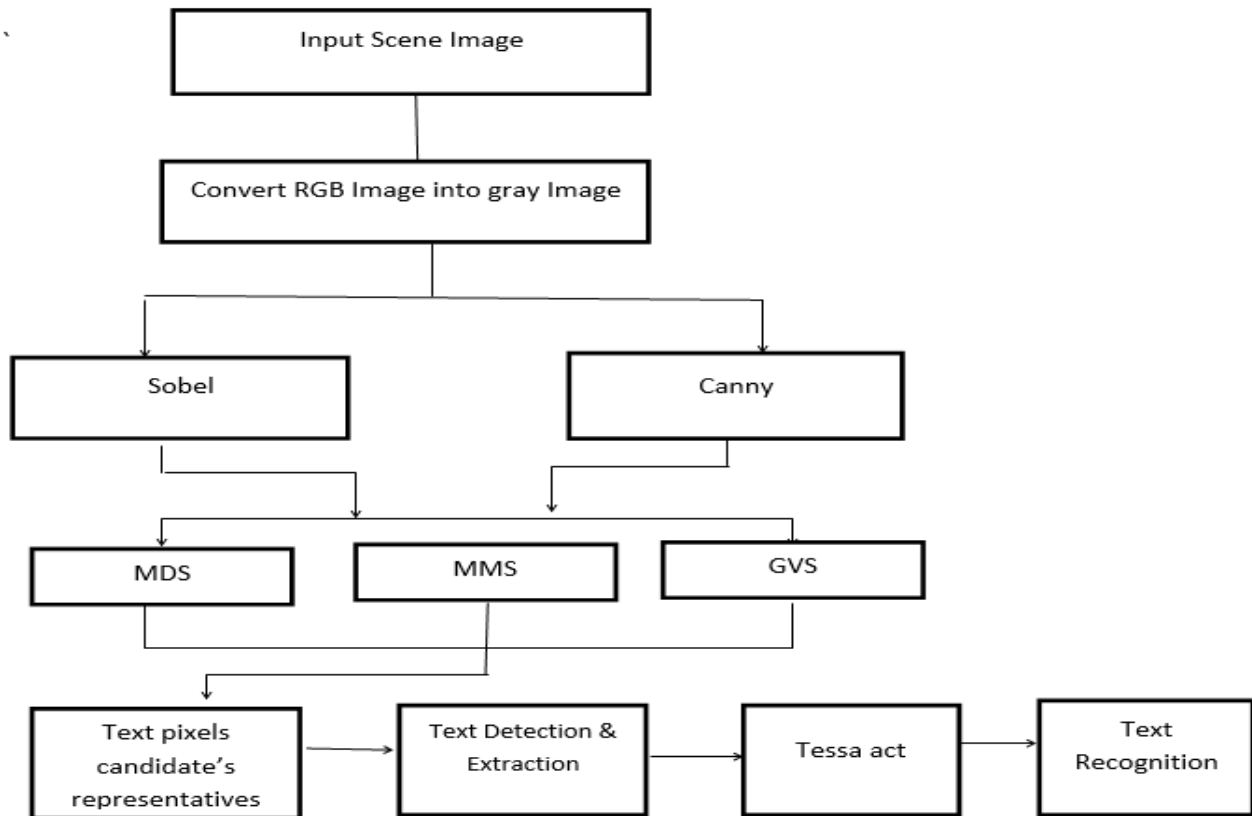 Input Scene Image
Convert RGB Image into gray Image
Sobel
Canny
MDS
MMS
GVS
Text pixels
candidate's
representatives
Text Detection &
Extraction
Tessa act
Text
Recognition